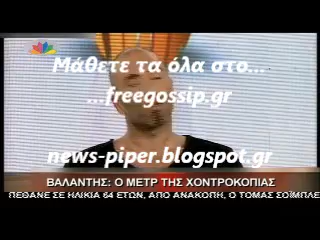 Μάθετε τα όλα στο...
...freegossip.gr
news-piper.blogspot.gr
ΒΑΛΑΝΤΗΣ: Ο ΜΕΤΡ ΤΗΣ ΧΟΝΤΡΟΚΟΠΙΑΣ
ΠΕΘΑΝΕ ΣΕ ΗΛΙΚΙΑ 64 ΕΤΩΝ, ΑΠΟ ΑΝΑΚΟΠΗ, Ο ΤΟΜΑΣ ΣΟΪΜΠΛΕ